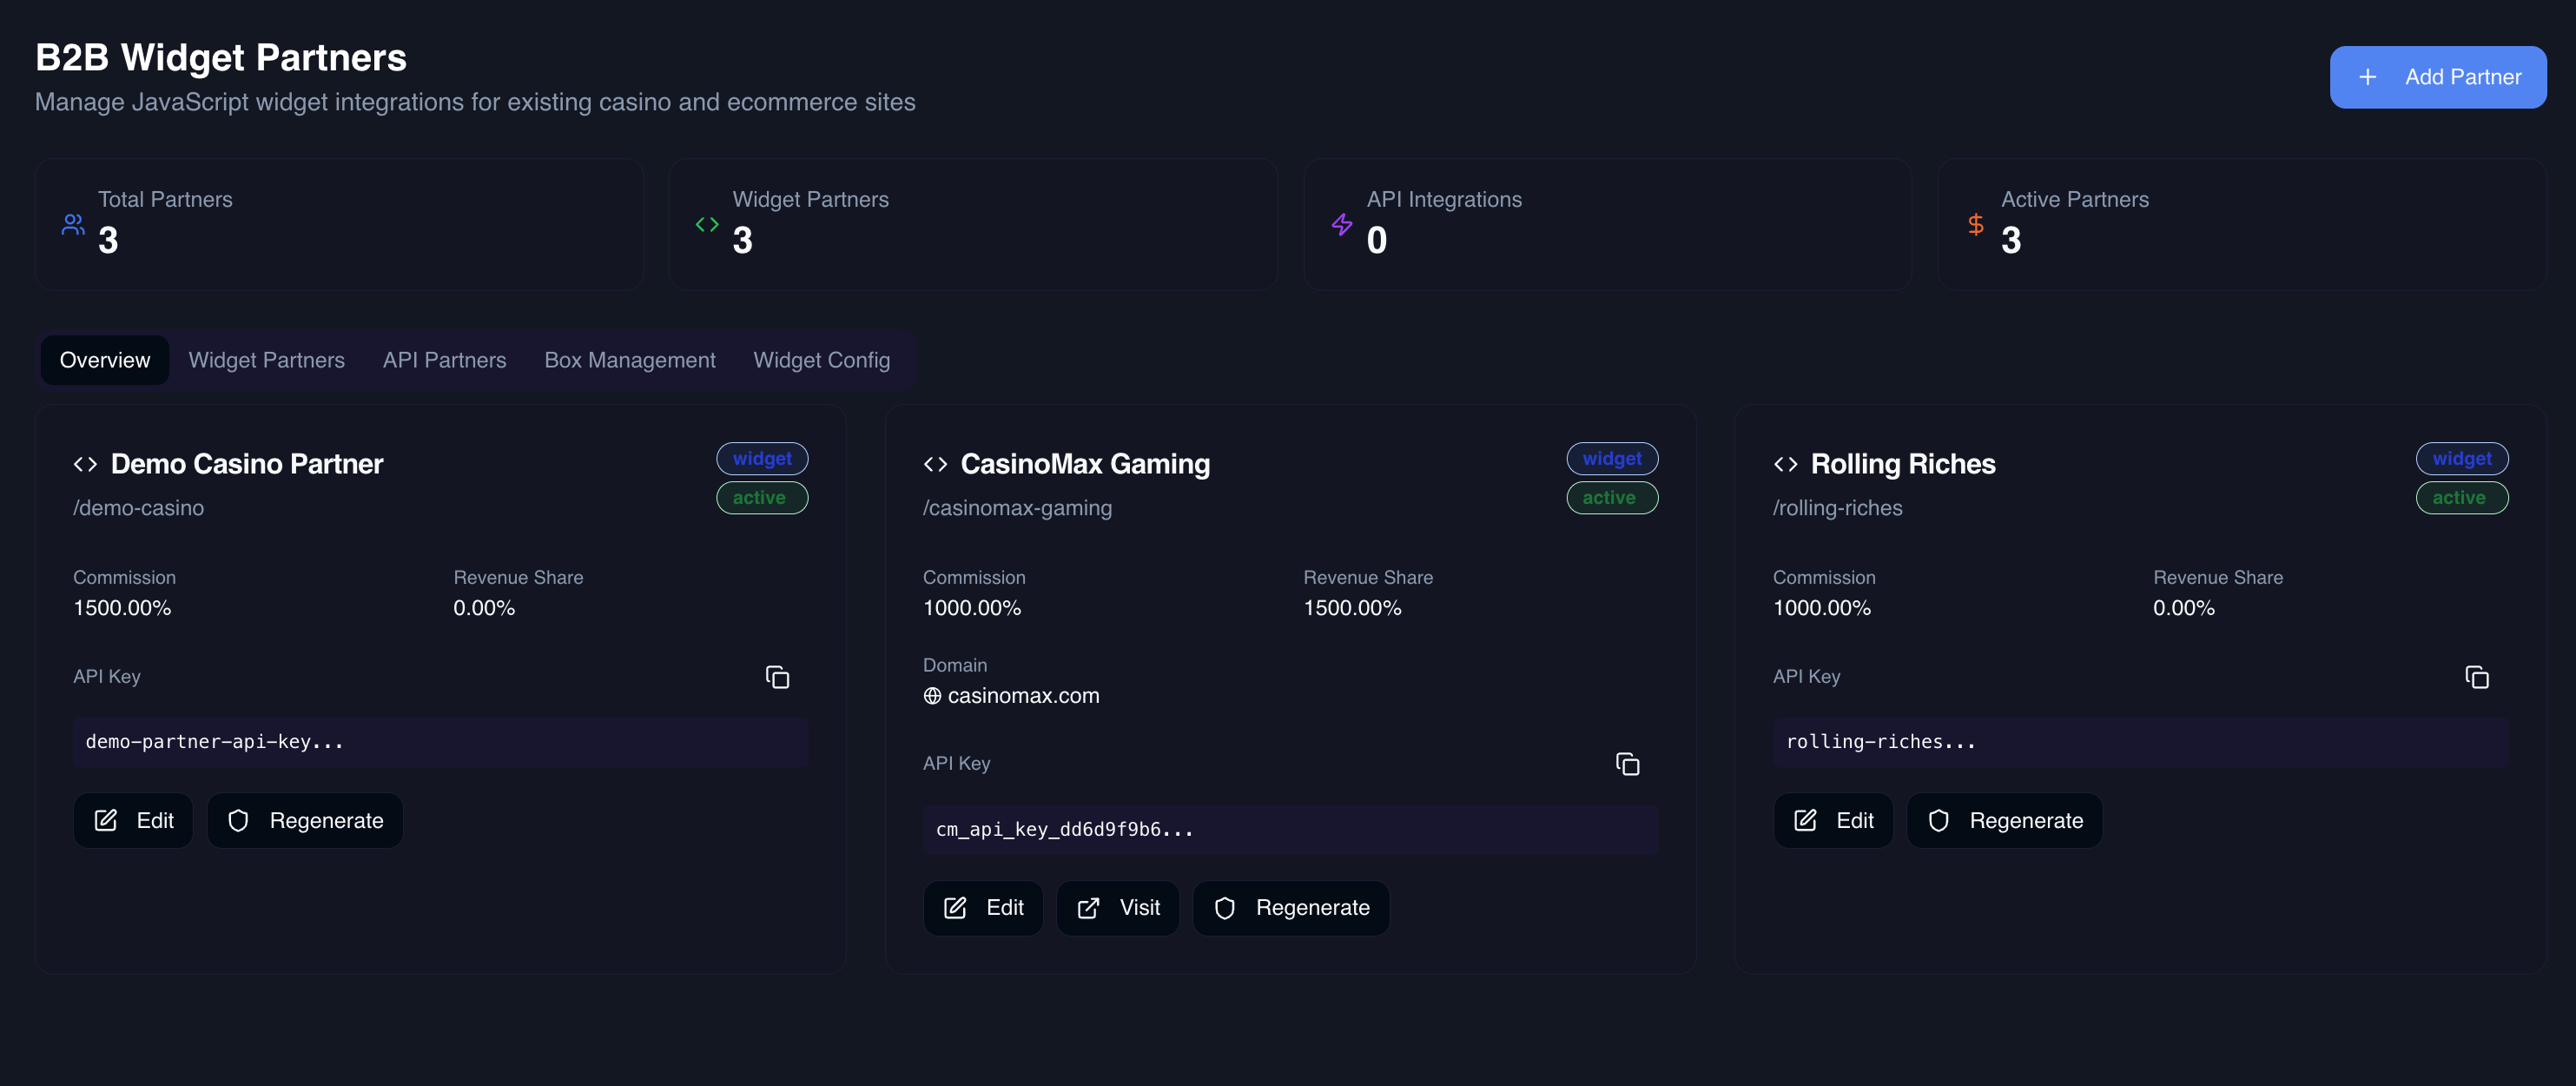 B2B Widget Partners
Manage JavaScript widget integrations for existing casino and ecommerce sites
Add Partner
Total Partners
3
Widget Partners
3
API Integrations
0
Active Partners
3
Overview
Widget Partners
API Partners
Box Management
Widget Config
Demo Casino Partner
widget
active
/demo-casino
Commission
1500.00%
Revenue Share
0.00%
API Key
demo-partner-api-key...
Edit
Regenerate
CasinoMax Gaming
widget
active
/casinomax-gaming
Commission
1000.00%
Revenue Share
1500.00%
Domain
casinomax.com
API Key
cm_api_key_dd6d9f9b6...
Edit
Visit
Regenerate
Rolling Riches
widget
active
/rolling-riches
Commission
1000.00%
Revenue Share
0.00%
API Key
rolling-riches...
Edit
Regenerate